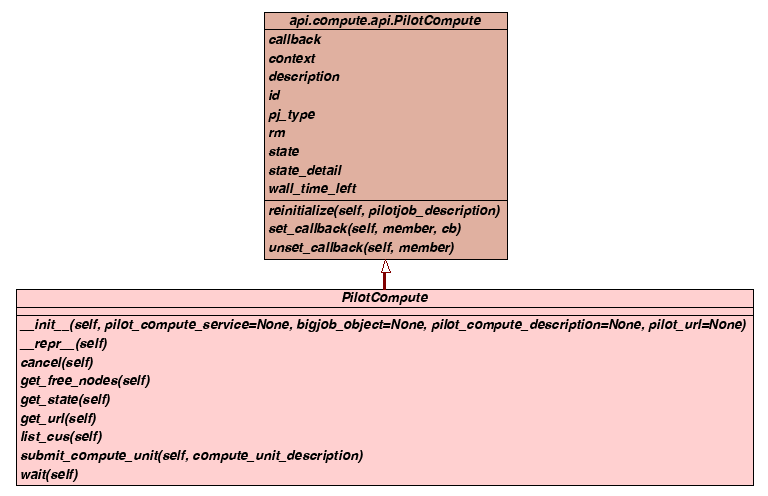 api.compute.api.PilotCompute
callback
context
description
id
pj_type
rm
state
state_detail
wall_time_left
reinitialize(self, pilotjob_description)
set_callback(self, member, cb)
unset_callback(self, member)
PilotCompute
__init__(self, pilot_compute_service=None, bigjob_object=None, pilot_compute_description=None, pilot_url=None)
__repr__(self)
cancel(self)
get_free_nodes(self)
get_state(self)
get_url(self)
list_cus(self)
submit_compute_unit(self, compute_unit_description)
wait(self)